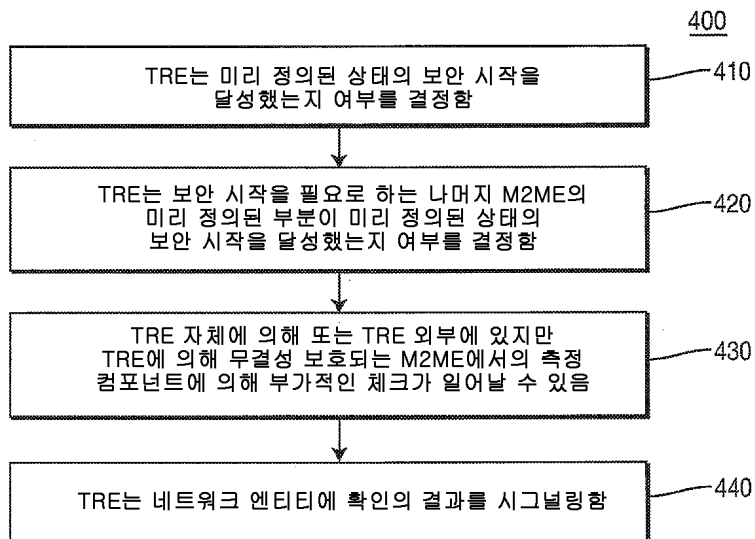 400
TRE는 미리 정의된 상태의 보안 시작을
달성했는지 여부를 결정함
410
TRE는 보안 시작을 필요로 하는 나머지 M2ME의
미리 정의된 부분이 미리 정의된 상태의
보안 시작을 달성했는지 여부를 결정함
420
TRE 자체에 의해 또는 TRE 외부에 있지만
TRE에 의해 무결성 보호되는 M2ME에서의 측정
컴포넌트에 의해 부가적인 체크가 일어날 수 있음
430
TRE는 네트워크 엔티티에 확인의 결과를 시그널링함
440